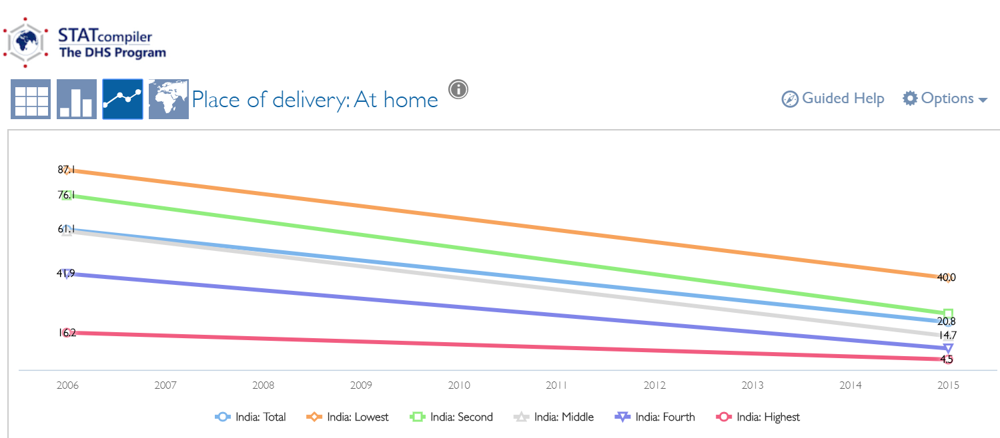 STATcompiler
The DHS Program
Place of delivery: At home
Guided Help
Options
87.1
76.1
61.1
41.9
16.2
40.0
20.8
14.7
4.5
2006 2007 2008 2009 2010 2011 2012 2013 2014 2015
India: Total India: Lowest India: Second India: Middle India: Fourth India: Highest